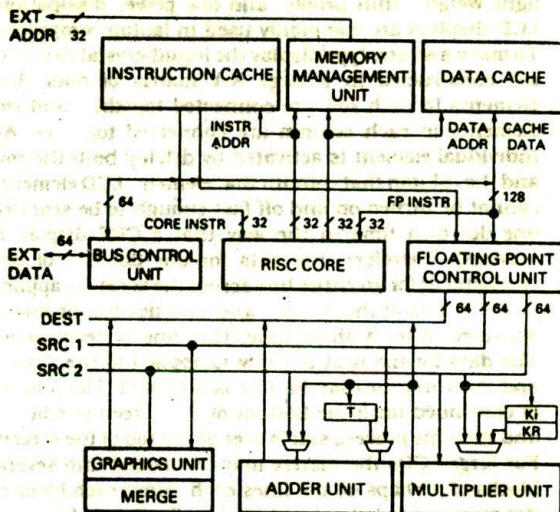 EXT
ADDR 32
INSTRUCTION CACHE
MEMORY
MANAGEMENT
UNIT
DATA CACHE
INSTR
ADDR
DATA
ADDR
CACHE
DATA
64
FP INSTR
128
CORE INSTR 32 32 32 32
EXT
DATA 64
BUS CONTROL
UNIT
RISC CORE
FLOATING POINT
CONTROL UNIT
64 64 64
DEST
SRC 1
SRC 2
T
KI
KR
GRAPHICS UNIT
MERGE
ADDER UNIT
MULTIPLIER UNIT